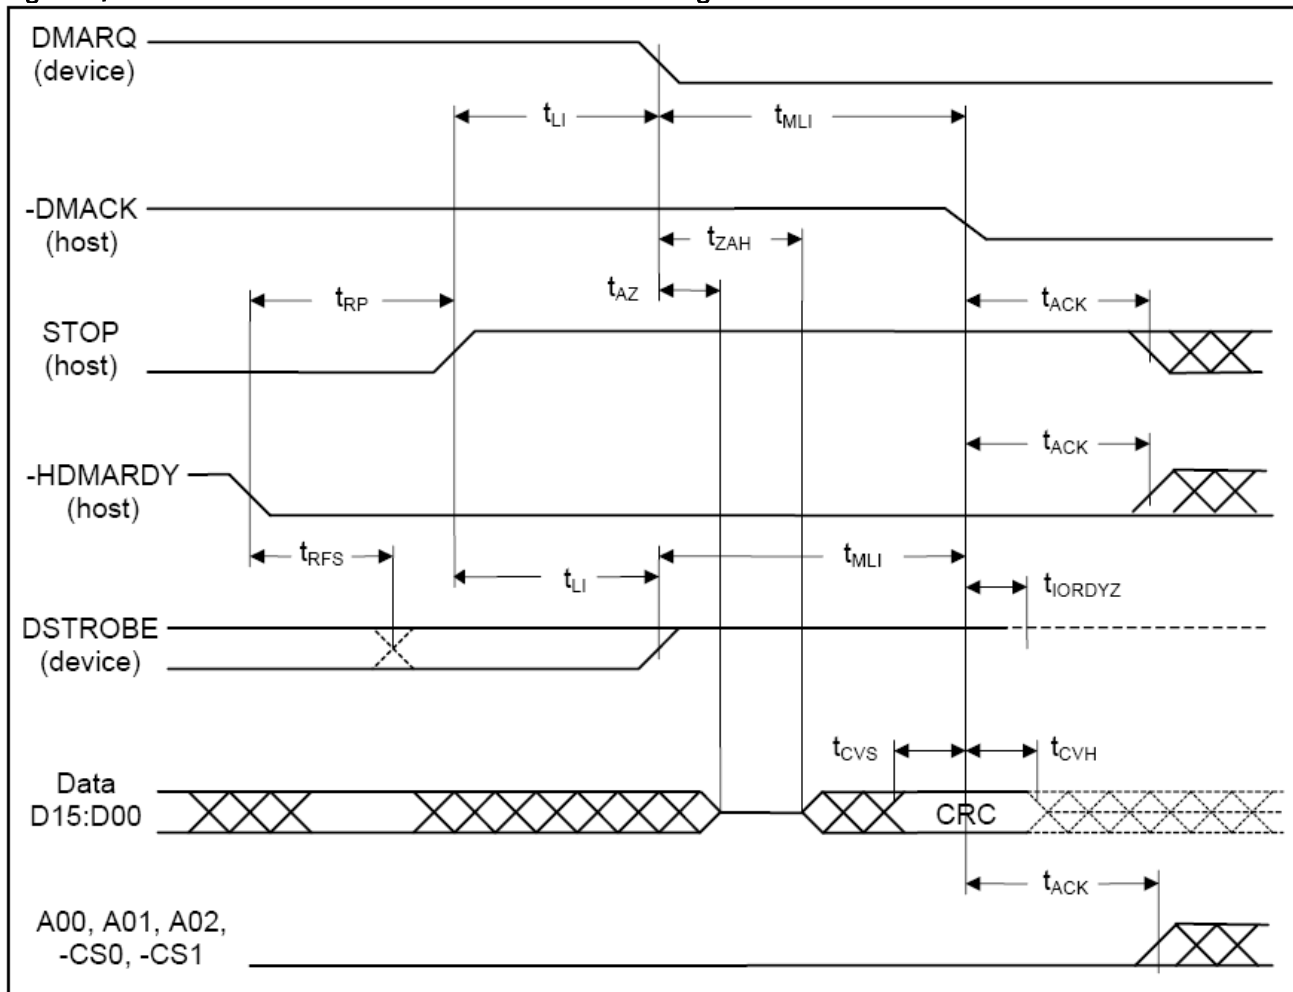 DMARQ
(device)
tLI
tMLI
-DMACK
(host)
tZAH
tAZ
tRP
tACK
STOP
(host)
tACK
-HDMARDY
(host)
tRFS
tMLI
tLI
tIORDYZ
DSTROBE
(device)
tCVS
tCVH
Data
D15:D00
CRC
tACK
A00, A01, A02,
-CS0, -CS1